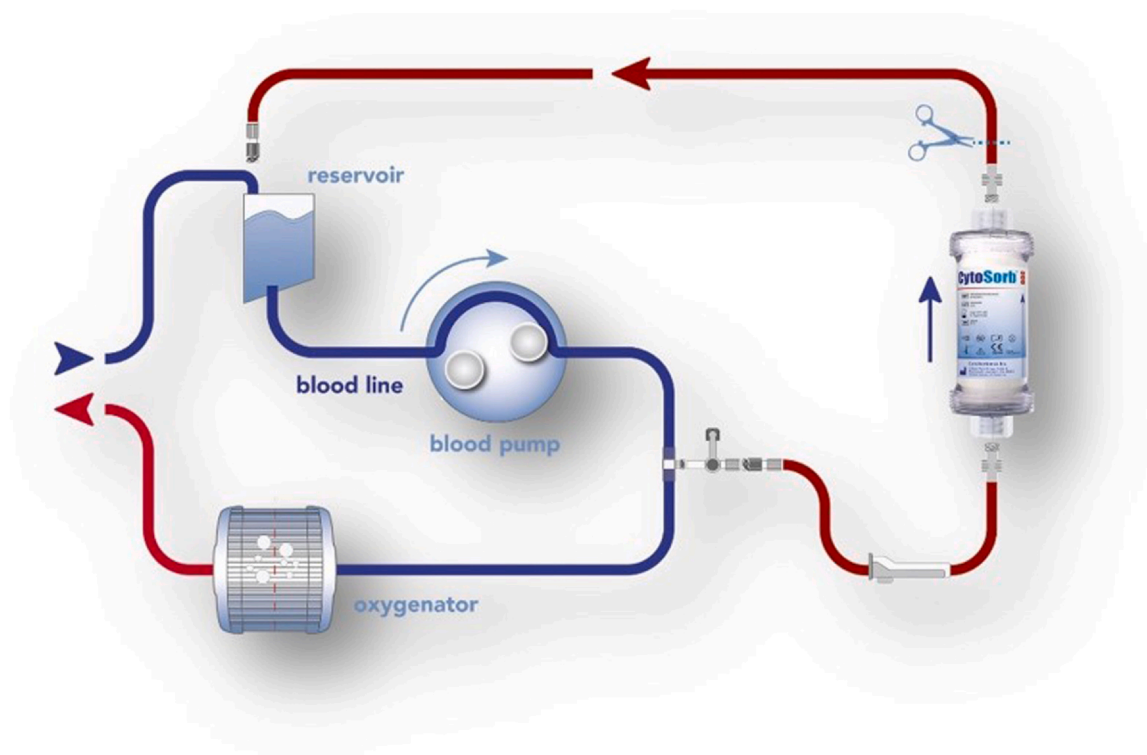 reservoir
CytoSorb
blood line
blood pump
oxygenator